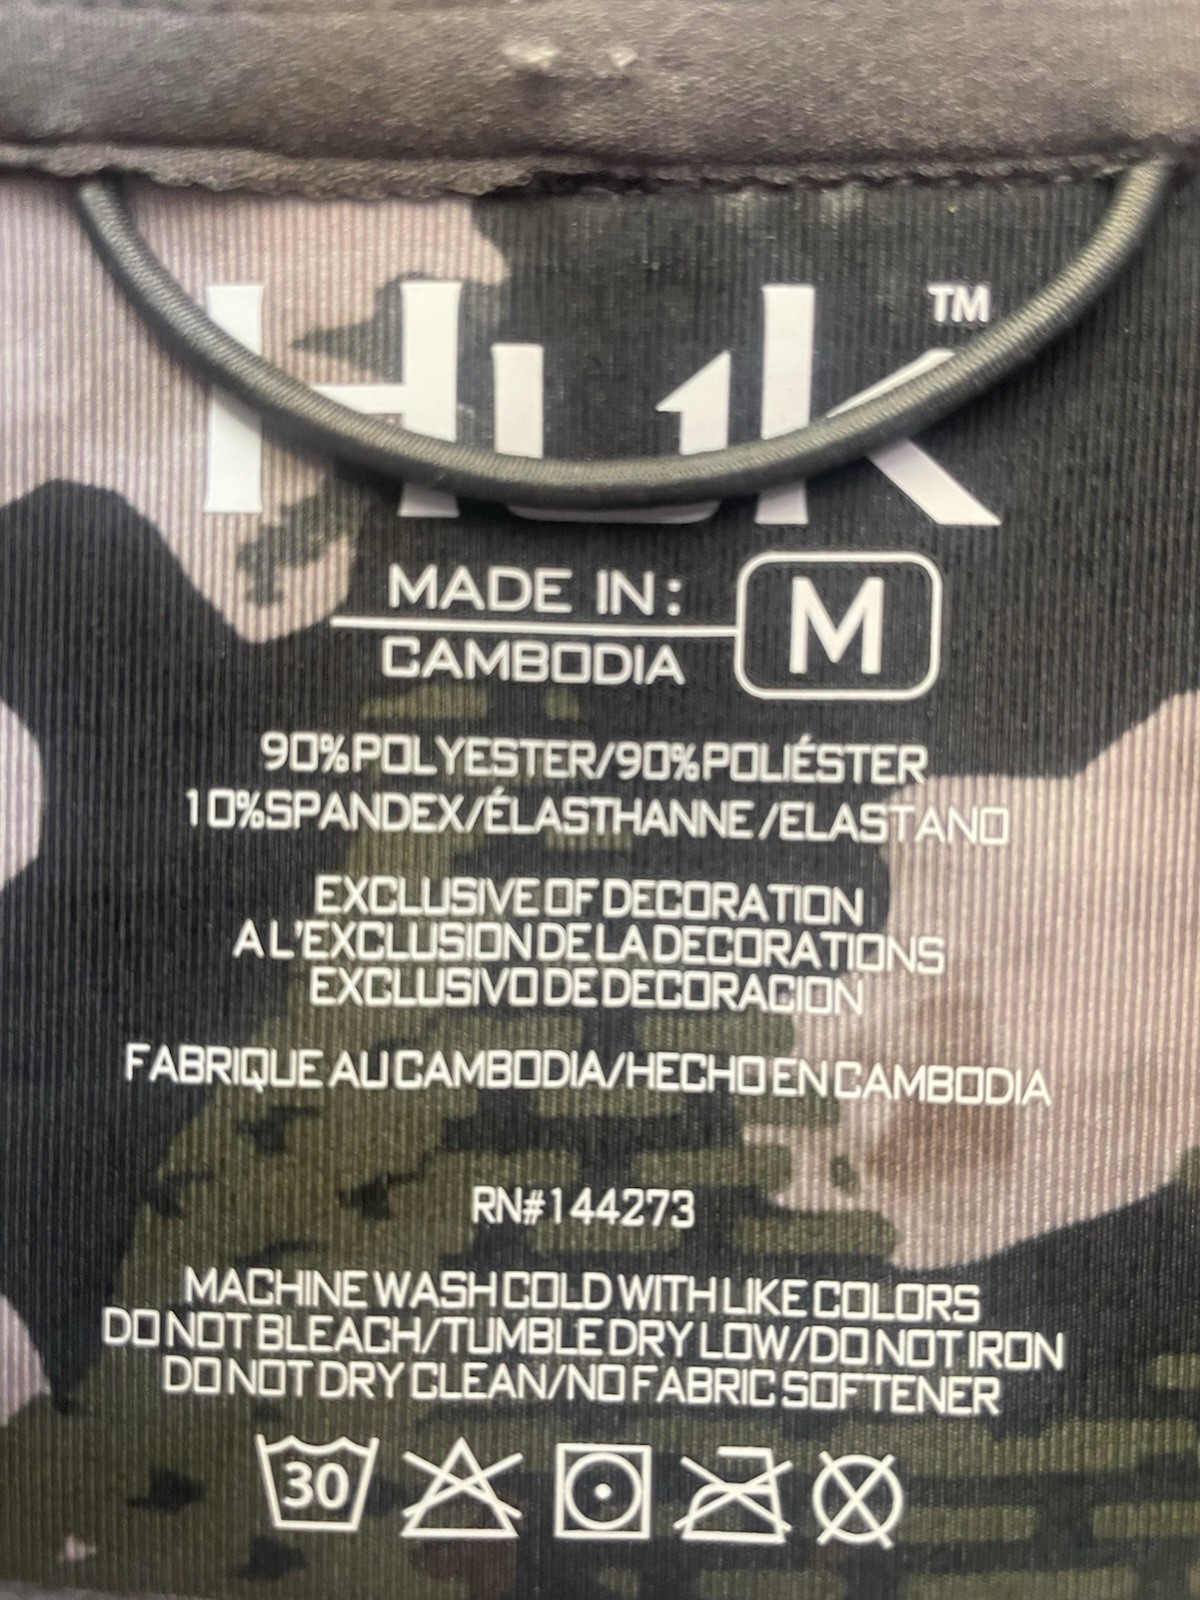 HUK™
MADE IN:
CAMBODIA
M
90% POLYESTER/90% POLIÉSTER
10% SPANDEX/ÉLASTHANNE/ELASTANO
EXCLUSIVE OF DECORATION
A L'EXCLUSION DE LA DECORATIONS
EXCLUSIVO DE DECORACION
FABRIQUE AU CAMBODIA/HECHO EN CAMBODIA
RN#144273
MACHINE WASH COLD WITH LIKE COLORS
DO NOT BLEACH/TUMBLE DRY LOW/DO NOT IRON
DO NOT DRY CLEAN/NO FABRIC SOFTENER
30